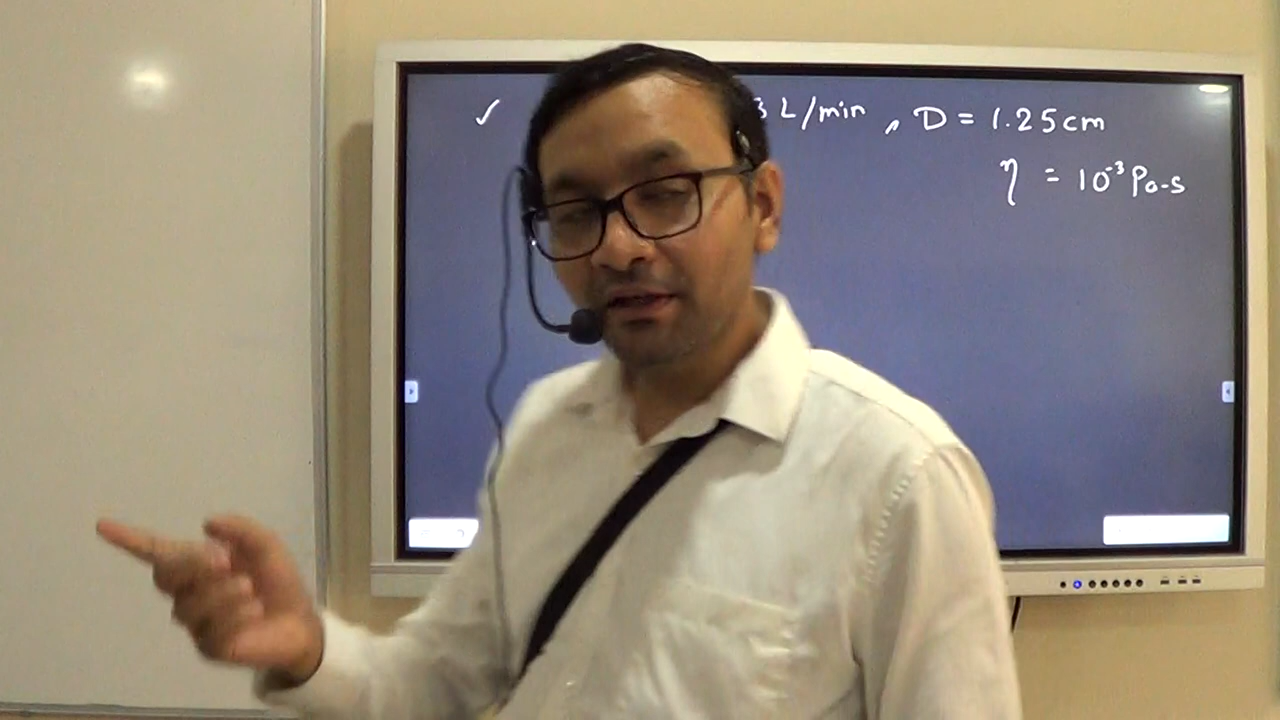 ✓ 3 L/min , D = 1.25 cm
η = 10⁻³ Pa-s